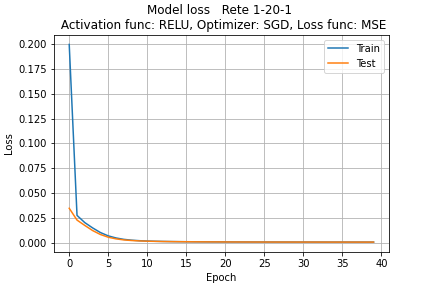 Model loss   Rete 1-20-1
Activation func: RELU, Optimizer: SGD, Loss func: MSE
Train
Test
Loss
0.200
0.175
0.150
0.125
0.100
0.075
0.050
0.025
0.000
0 5 10 15 20 25 30 35 40
Epoch